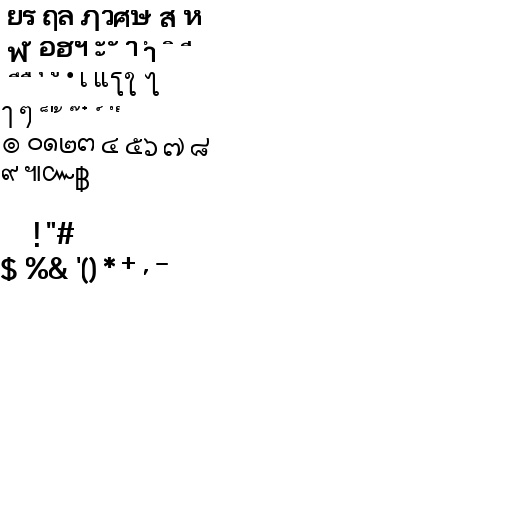 ยร ฤล ฦวศษ ส ห
ฬ อฮฯ ะ ั า ำ ิ ี
ึ ื ุ ู ฺ เ แโใ ไ
ๅ ๆ ็ ่ ้ ๊ ๋ ์ ํ ๎
๏ ๐๑๒๓ ๔ ๕๖ ๗ ๘
๙ ๚๛฿
! "#
$ %& '() * + , -